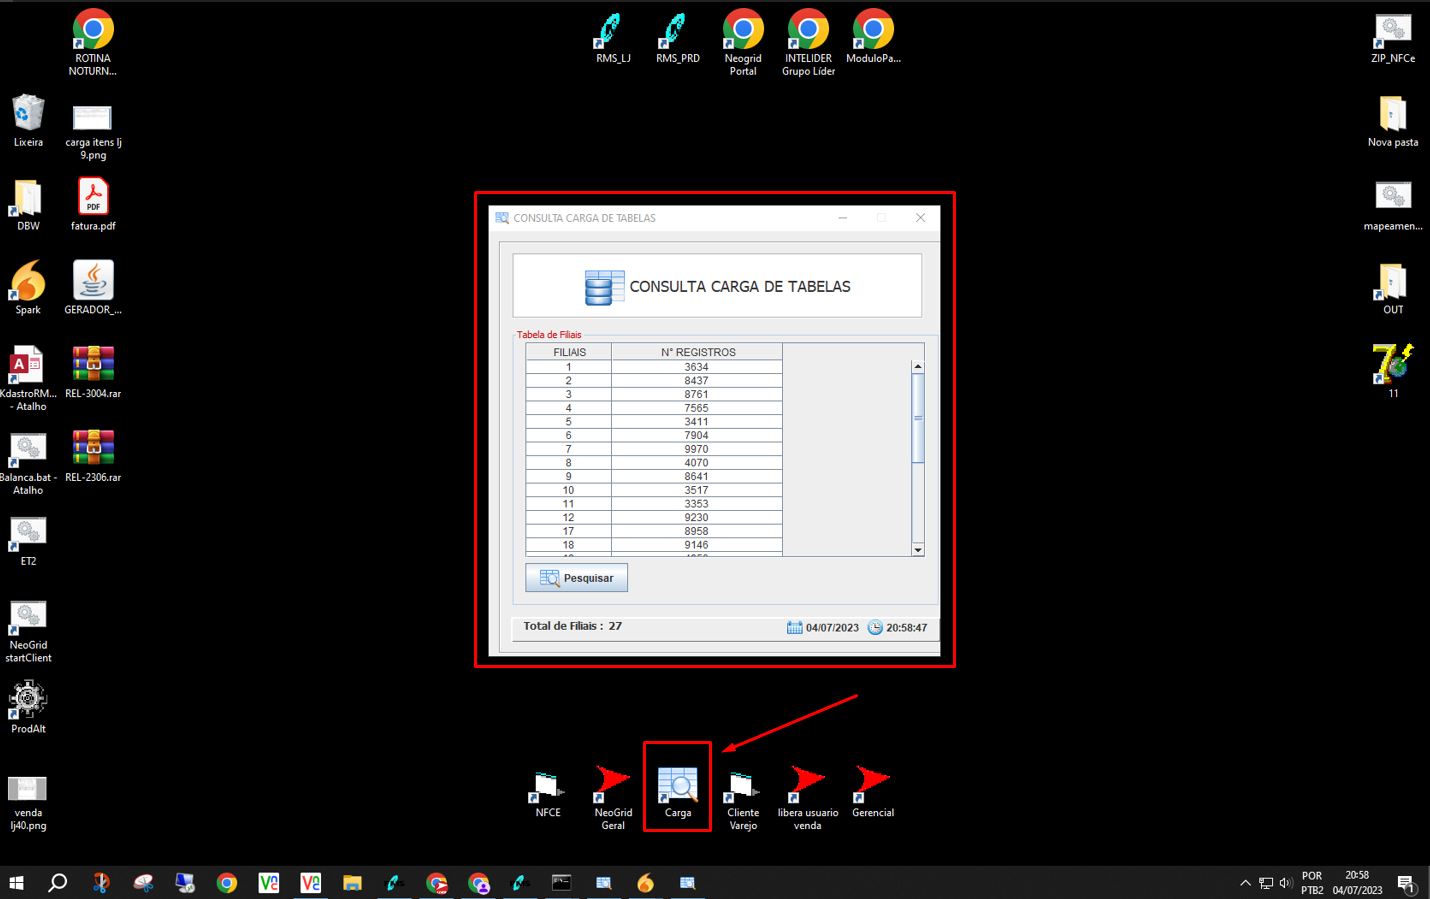 ROTINA
NOTURN...
RMS_LJ
RMS_PRD
Neogrid
Portal
INTELIDER
Grupo Líder
ModuloPa...
ZIP_NFCe
Lixeira
carga itens lj
9.png
Nova pasta
DBW
PDF
fatura.pdf
mapeamen...
Spark
GERADOR_...
OUT
KdastroRM...
- Atalho
REL-3004.rar
11
Balanca.bat -
Atalho
REL-2306.rar
ET2
NeoGrid
startClient
ProdAlt
venda
lj40.png
CONSULTA CARGA DE TABELAS
CONSULTA CARGA DE TABELAS
Tabela de Filiais
FILIAIS N° REGISTROS
1 3634
2 8437
3 8761
4 7565
5 3411
6 7904
7 9970
8 4070
9 8641
10 3517
11 3353
12 9230
17 8958
18 9146
Pesquisar
Total de Filiais : 27 04/07/2023 20:58:47
NFCE
NeoGrid
Geral
Carga
Cliente
Varejo
libera usuario
venda
Gerencial
POR
PTB2
20:58
04/07/2023
1